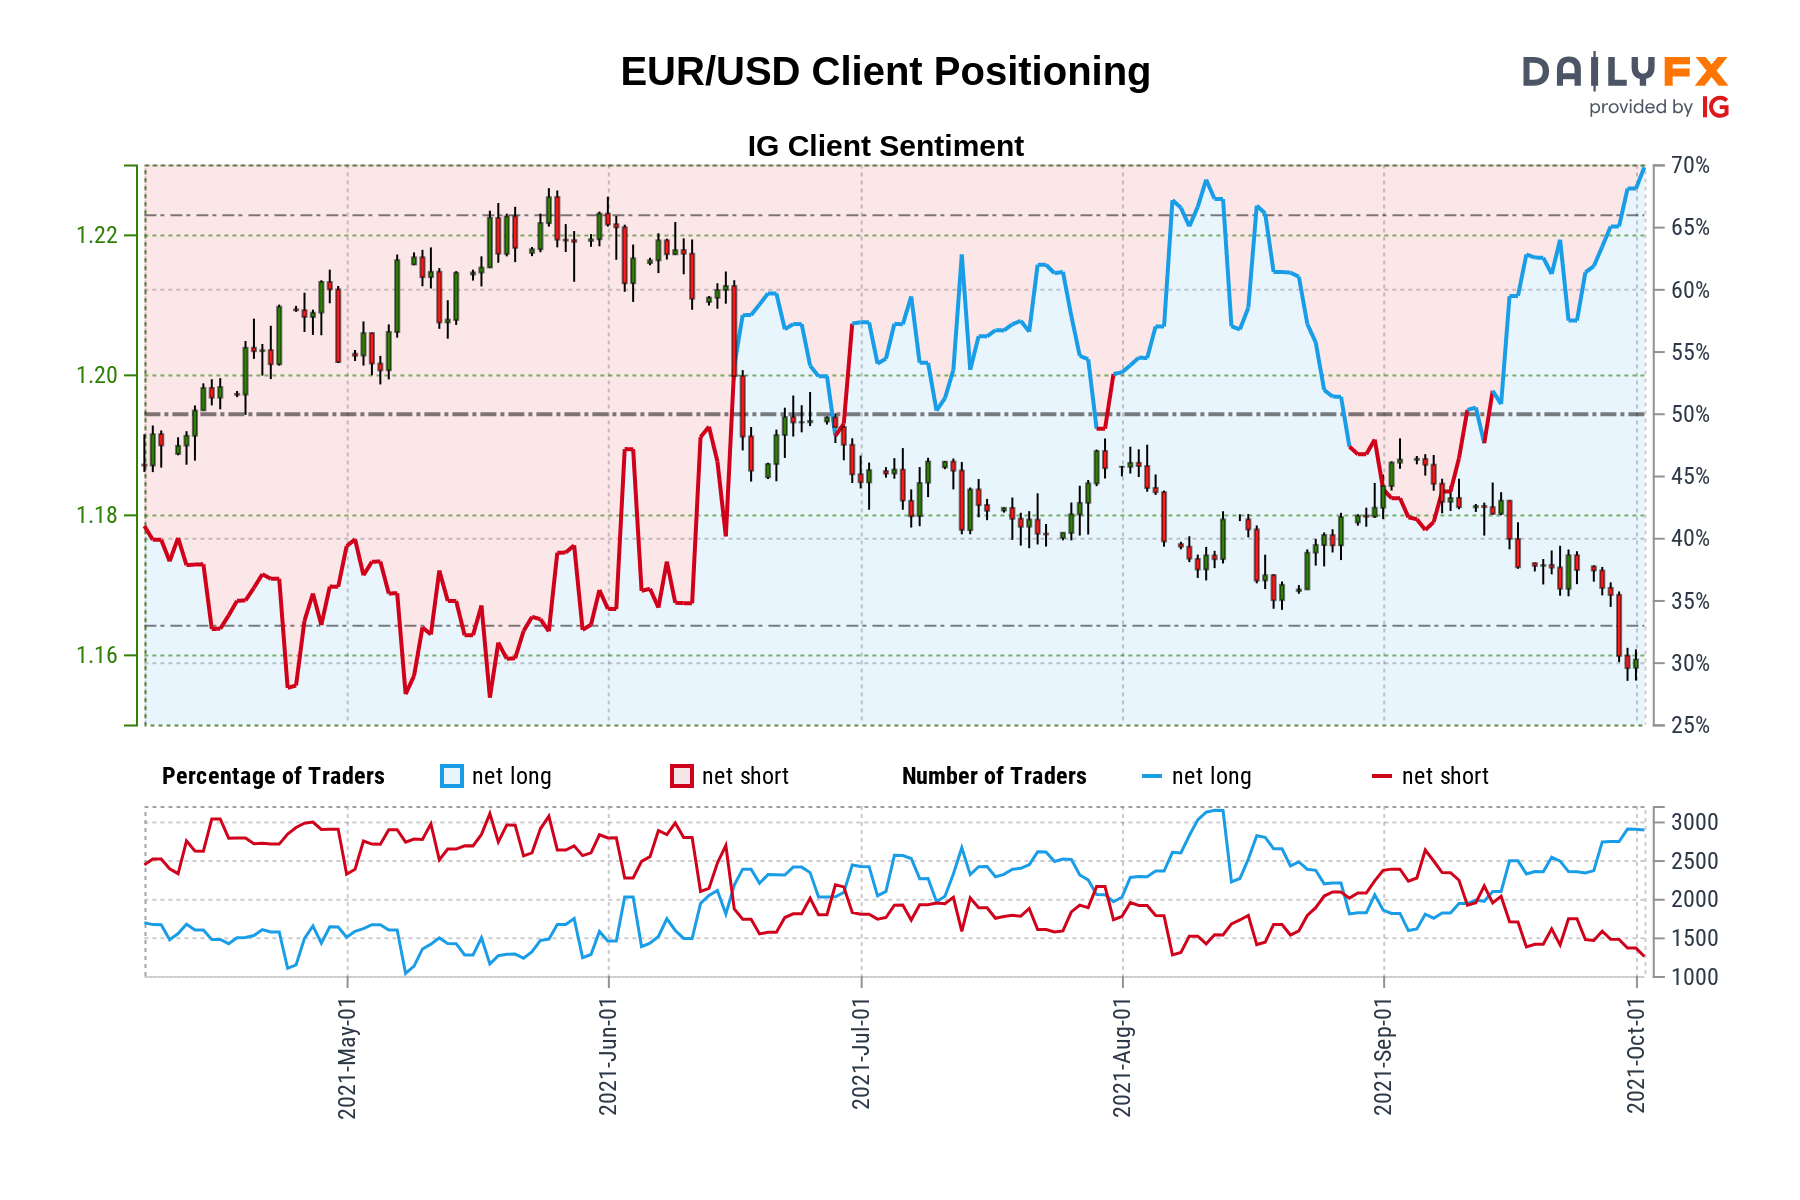 EUR/USD Client Positioning
DAILYFX
provided by IG
IG Client Sentiment
1.22
1.20
1.18
1.16
70%
65%
60%
55%
50%
45%
40%
35%
30%
25%
Percentage of Traders net long net short Number of Traders net long net short
3000
2500
2000
1500
1000
2021-May-01
2021-Jun-01
2021-Jul-01
2021-Aug-01
2021-Sep-01
2021-Oct-01